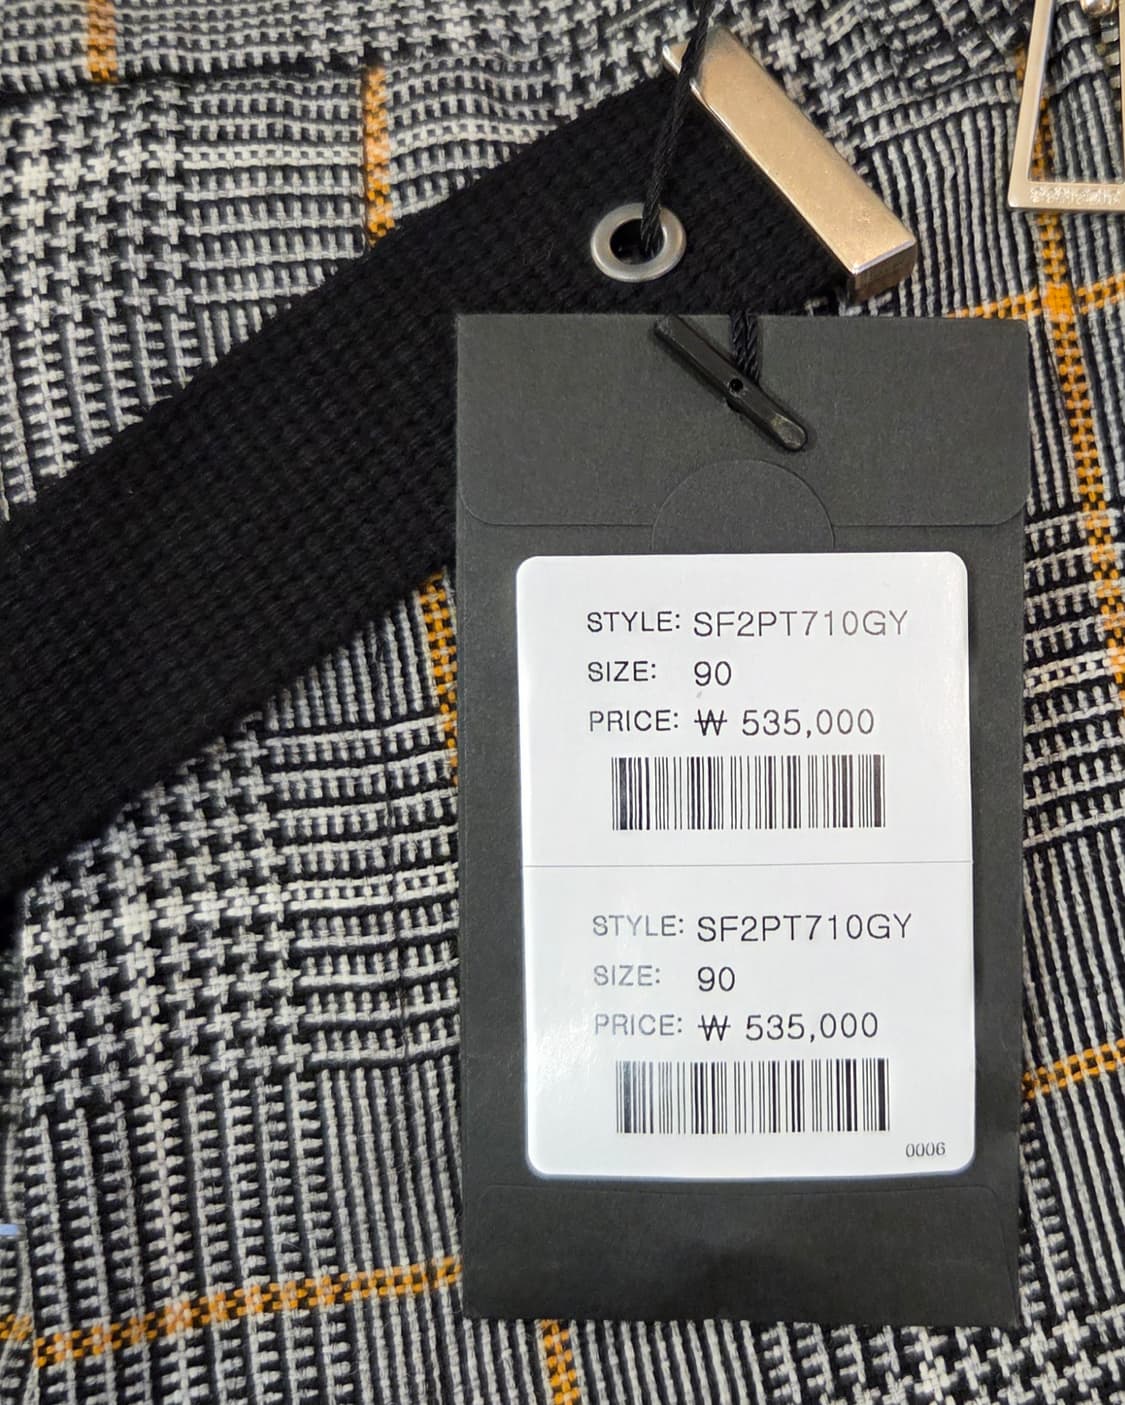 STYLE: SF2PT710GY
SIZE: 90
PRICE: ₩ 535,000
STYLE: SF2PT710GY
SIZE: 90
PRICE: ₩ 535,000
0006